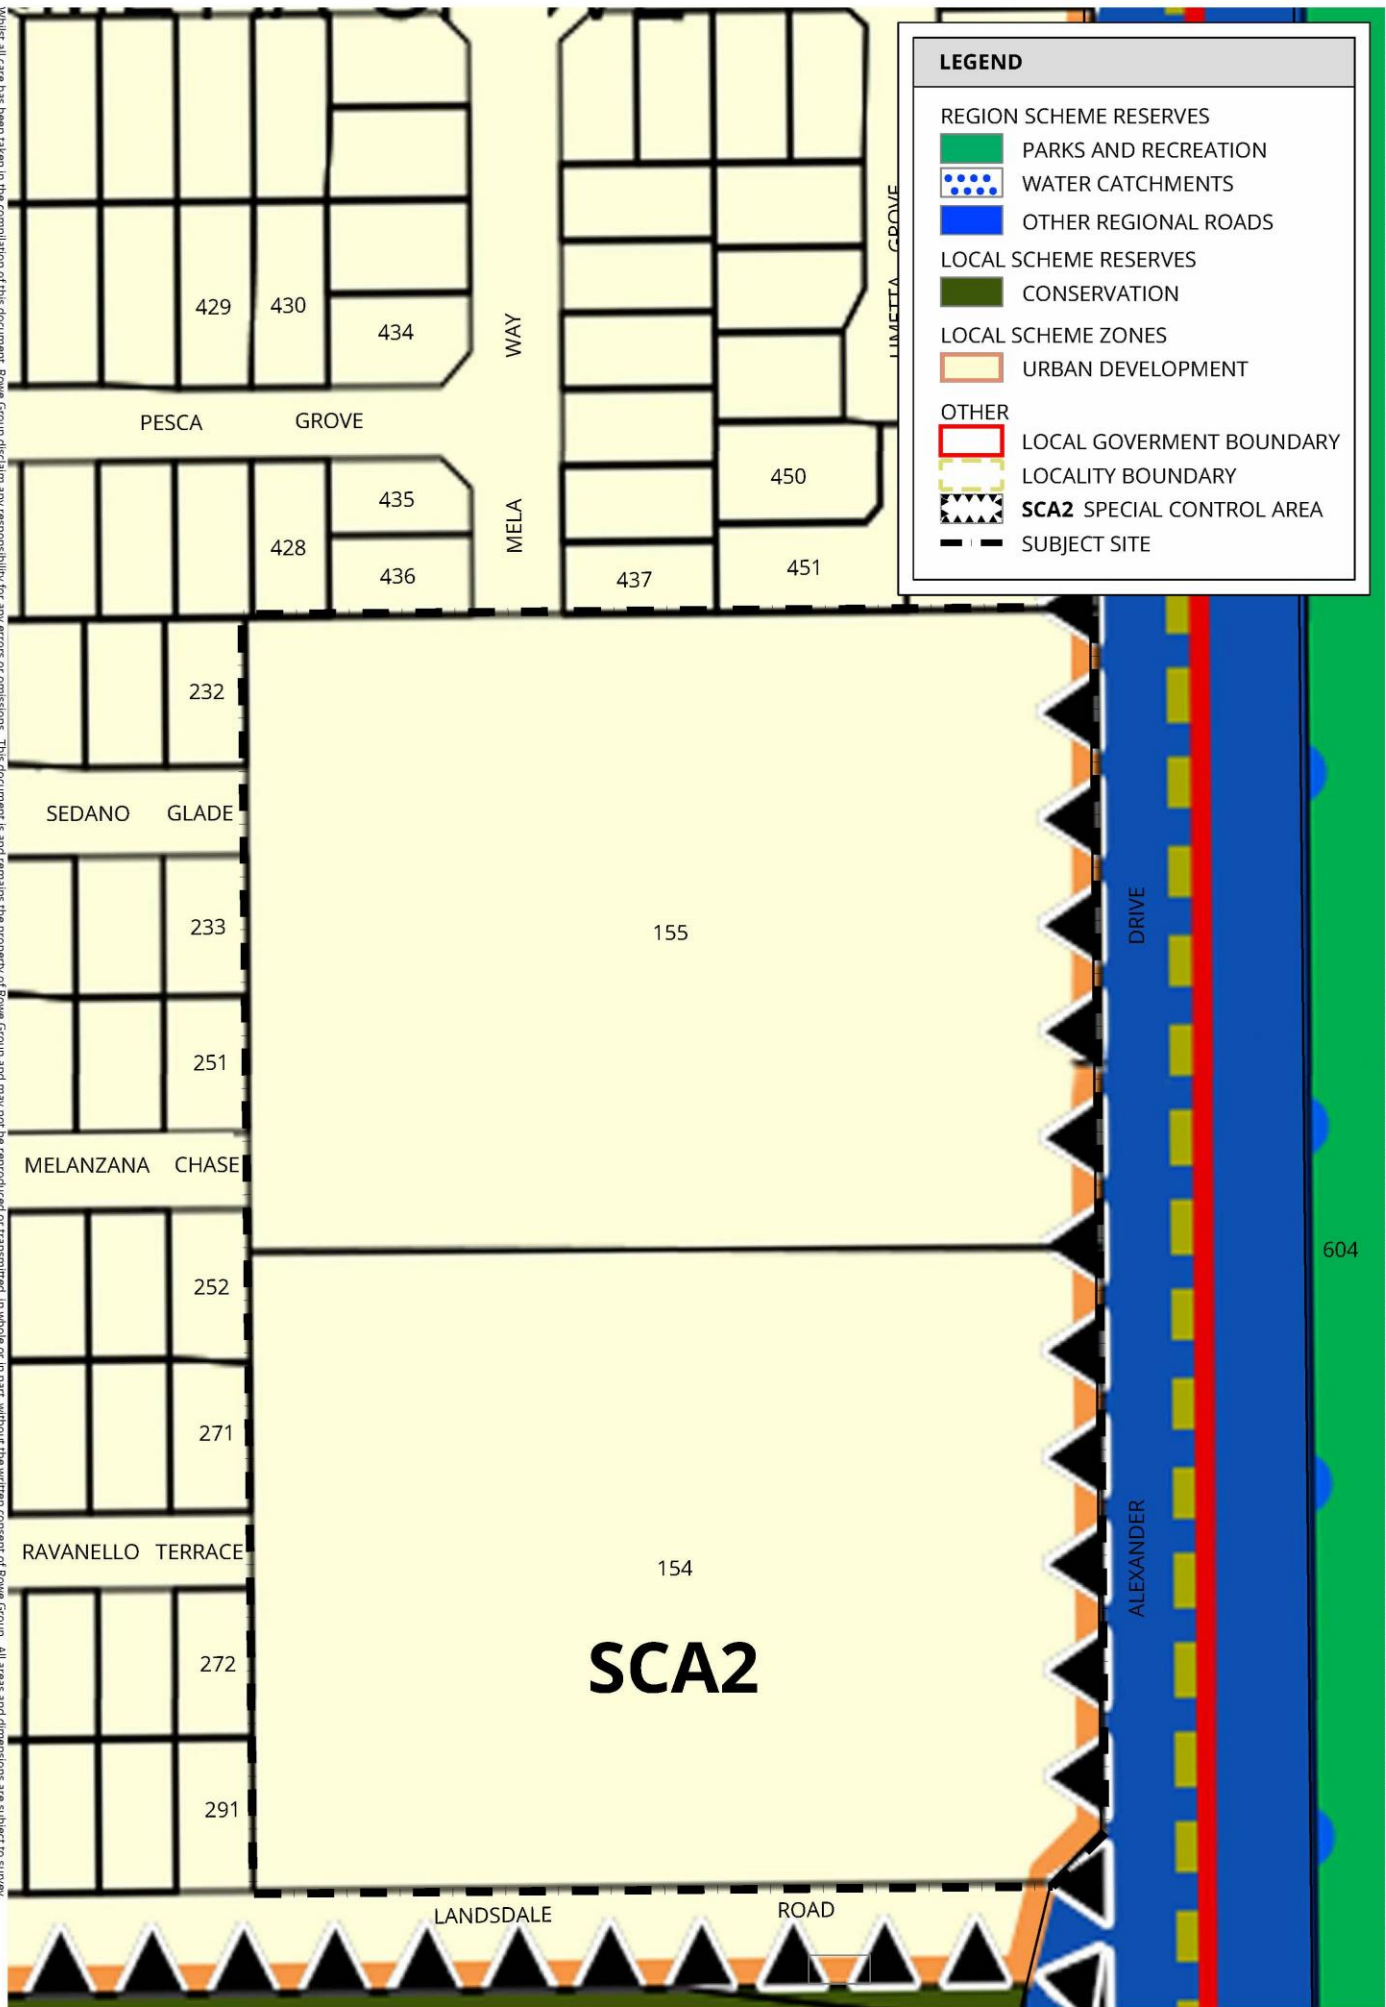 LEGEND
REGION SCHEME RESERVES
PARKS AND RECREATION
WATER CATCHMENTS
OTHER REGIONAL ROADS
LOCAL SCHEME RESERVES
CONSERVATION
LOCAL SCHEME ZONES
URBAN DEVELOPMENT
OTHER
LOCAL GOVERMENT BOUNDARY
LOCALITY BOUNDARY
SCA2 SPECIAL CONTROL AREA
SUBJECT SITE
429
430
434
WAY
GROVE
PESCA GROVE
435
450
MELA
428
436
437
451
232
SEDANO GLADE
233
155
DRIVE
251
MELANZANA CHASE
252
604
271
RAVANELLO TERRACE
154
ALEXANDER
272
SCA2
291
LANDSDALE ROAD